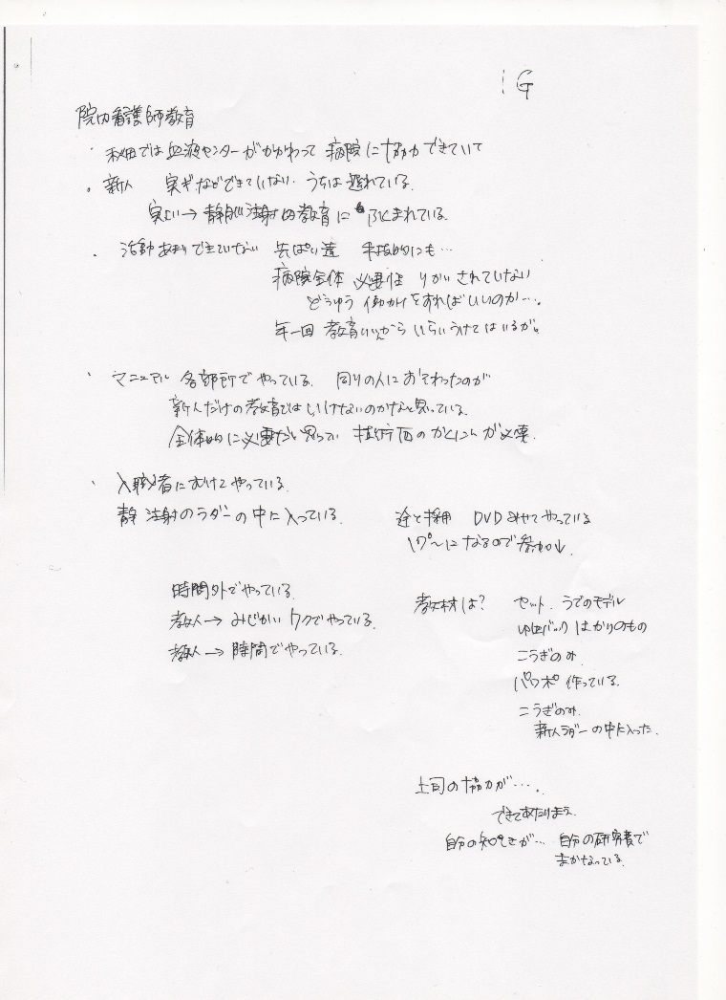 1G
院内看護師教育
・秋田では血液センターがかかわって 病院に協力できていて
・新人 実ギなどできていない. うちは遅れている.
実しい→静脈注射の教育に ふくまれている.
・活動あまりできていない 先ぱい達 手技的にも…
病院全体 必要性 りかいされていない
どうゆう働かけをすればいいのか….
年一回 教育いいんから いらいうけてはいるが.
・マニュアル 各部所でやっている. 回りの人におそわったのが
新人だけの教育ではいけないのかなと思っている.
全体的に必要だと思ってい 技術面のかくにんが必要.
・入職者にむけてやっている.
静 注射のラダーの中に入っている.
途と採用 DVDみせてやっている
になるので参加↓.
時間外でやっている.
教人→みじかいワクでやっている.
教人→時間でやっている.
教材は? セット. うでのモデル
ゆ血バック ばかりのもの
こうぎのみ.
パワポ 作っている.
こうぎのみ.
新人ラダーの中に入った.
上司の協力が….
できてあたりまえ.
自分の知しきが… 自分の研究費で
まかなっている.